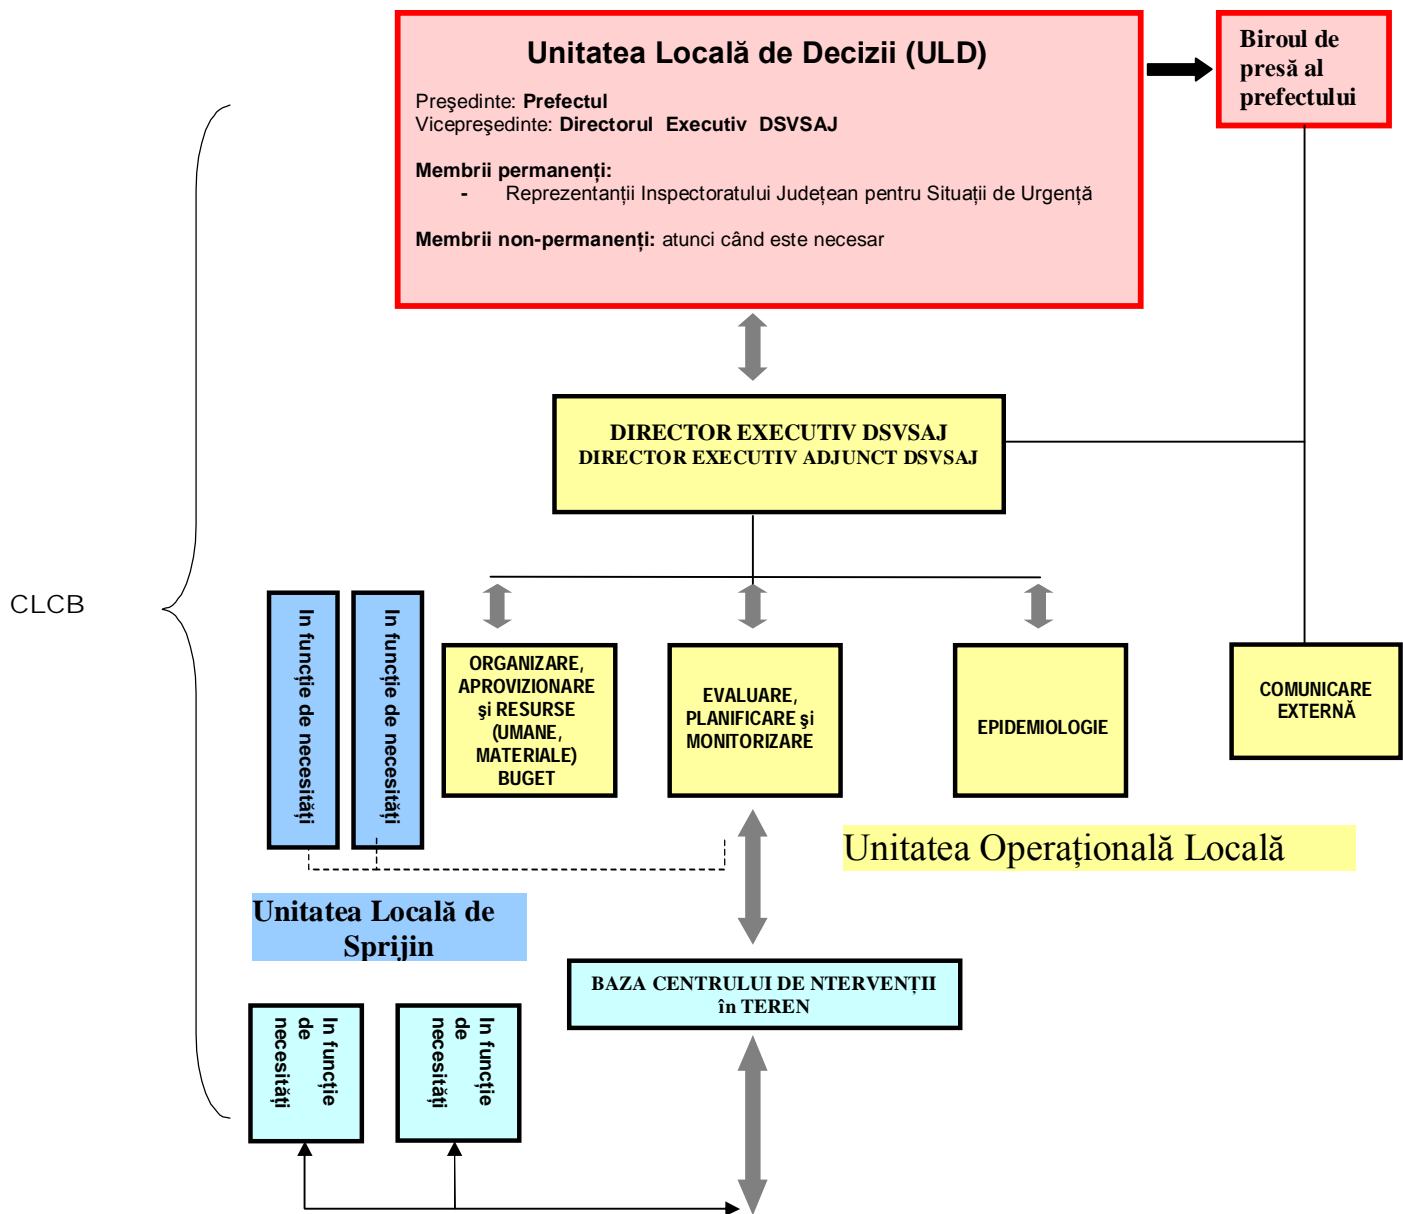 Unitatea Locală de Decizii (ULD)
Preşedinte: Prefectul
Vicepreşedinte: Directorul Executiv DSVSAJ
Membrii permanenți:
- Reprezentanții Inspectoratului Județean pentru Situații de Urgență
Membrii non-permanenți: atunci când este necesar
Biroul de
presă al
prefectului
DIRECTOR EXECUTIV DSVSAJ
DIRECTOR EXECUTIV ADJUNCT DSVSAJ
CLCB
In funcție de necesități
In funcție de necesități
ORGANIZARE,
APROVIZIONARE
şi RESURSE
(UMANE,
MATERIALE)
BUGET
EVALUARE,
PLANIFICARE şi
MONITORIZARE
EPIDEMIOLOGIE
COMUNICARE
EXTERNĂ
Unitatea Operațională Locală
Unitatea Locală de
Sprijin
BAZA CENTRULUI DE NTERVENȚII
în TEREN
In funcție
de
necesități
In funcție
de
necesități